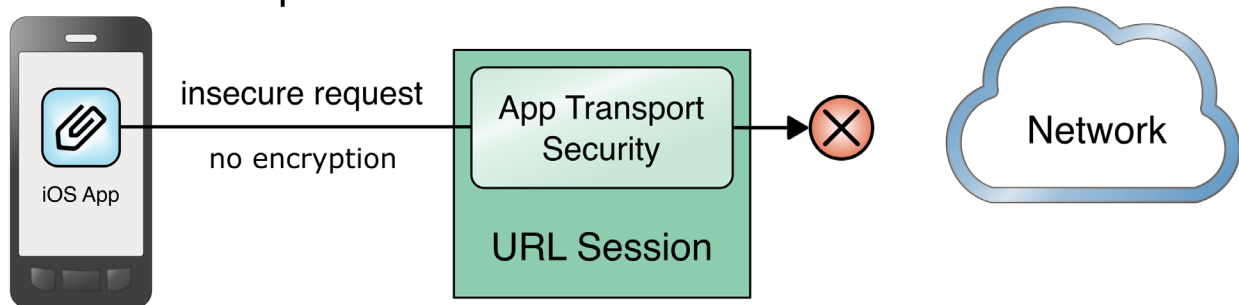 insecure request
no encryption
iOS App
App Transport
Security
URL Session
Network